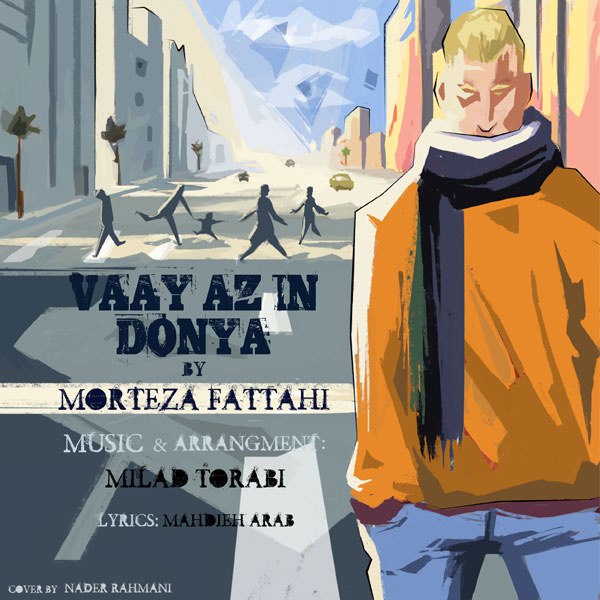 VAAY AZ IN
DONYA
BY
MORTEZA FATTAHI
MUSIC & ARRANGMENT:
MILAD TORABI
LYRICS: MAHDIEH ARAB
COVER BY NADER RAHMANI